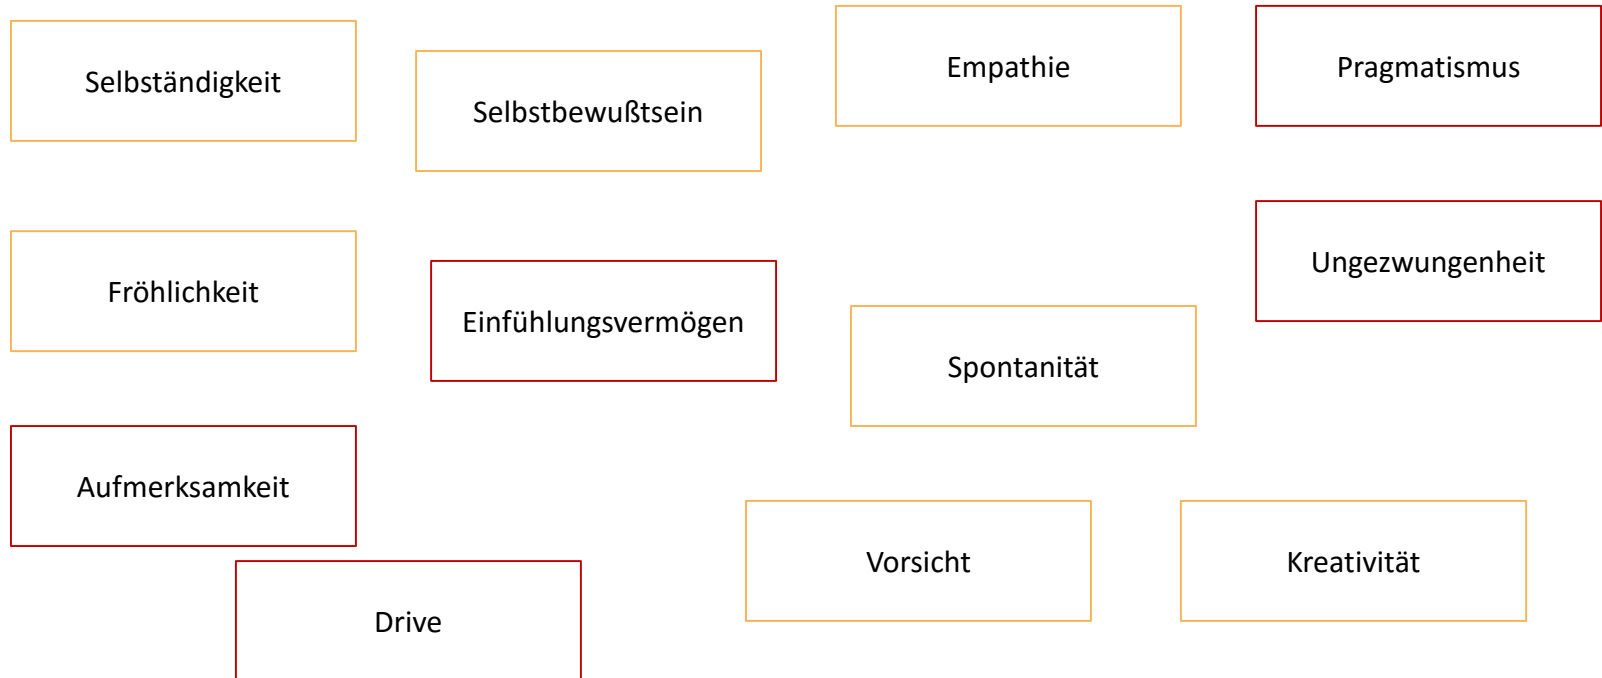 Selbständigkeit
Selbstbewußtsein
Empathie
Pragmatismus
Fröhlichkeit
Einfühlungsvermögen
Spontanität
Ungezwungenheit
Aufmerksamkeit
Drive
Vorsicht
Kreativität